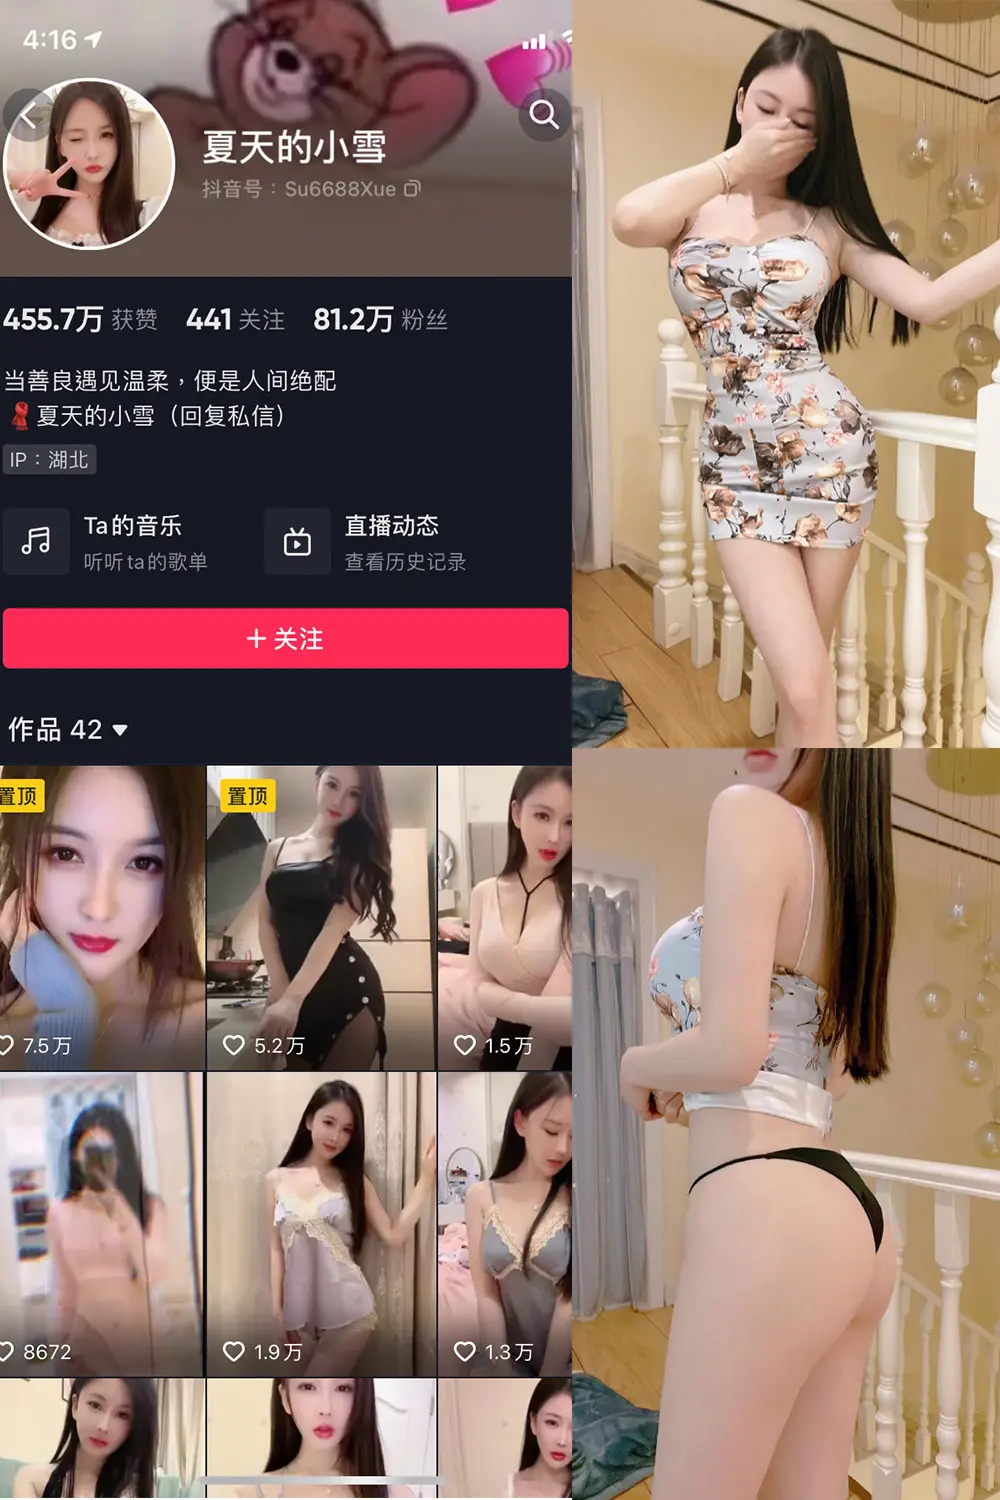 4:16
夏天的小雪
抖音号：Su6688Xue
455.7万 获赞 441 关注 81.2万 粉丝
当善良遇见温柔，便是人间绝配
夏天的小雪（回复私信）
IP：湖北
Ta的音乐
听听ta的歌单
直播动态
查看历史记录
+ 关注
作品 42
置顶
置顶
7.5万
5.2万
1.5万
8672
1.9万
1.3万